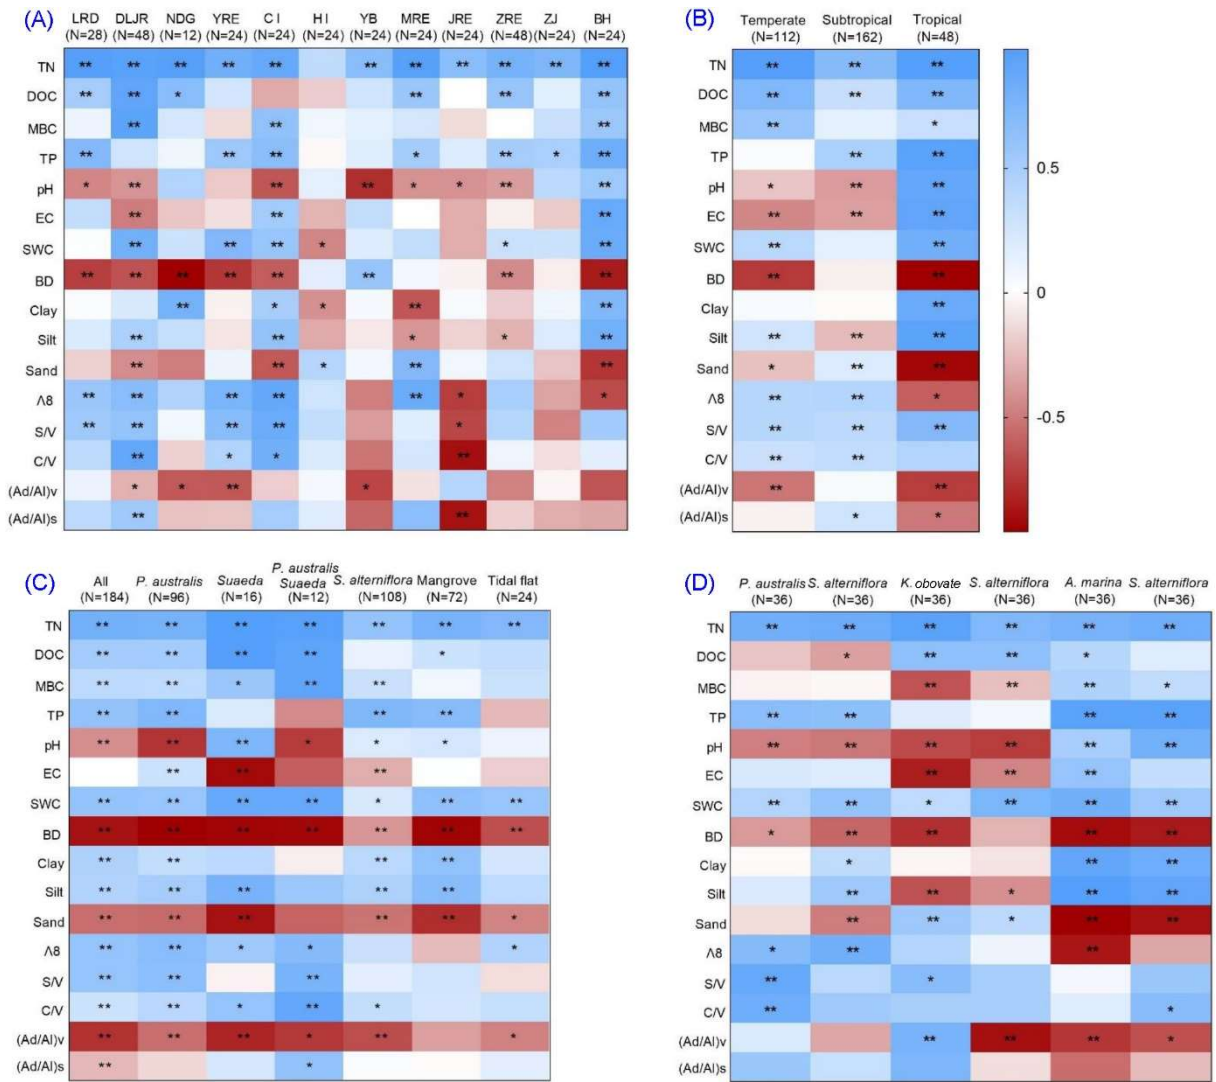 (A)
LRD DLJR NDG YRE C I H I YB MRE JRE ZRE ZJ BH
(N=28) (N=48) (N=12) (N=24) (N=24) (N=24) (N=24) (N=24) (N=24) (N=48) (N=24) (N=24)
TN ** ** ** ** ** ** ** ** ** ** **
DOC ** ** * ** ** **
MBC ** ** **
TP ** ** ** * ** * **
pH * ** ** ** * * ** **
EC ** ** **
SWC ** ** ** * * **
BD ** ** ** ** ** ** ** **
Clay ** * * ** **
Silt ** ** * * **
Sand ** ** * ** **
Λ8 ** ** ** ** ** * *
S/V ** ** ** ** *
C/V ** * * **
(Ad/Al)v * * ** *
(Ad/Al)s ** **
(B)
Temperate Subtropical Tropical
(N=112) (N=162) (N=48)
TN ** ** **
DOC ** ** **
MBC ** *
TP ** **
pH * ** **
EC ** ** **
SWC ** **
BD ** **
Clay **
Silt ** ** **
Sand * ** **
Λ8 ** ** *
S/V ** ** **
C/V ** **
(Ad/Al)v ** **
(Ad/Al)s * *
0.5
0
-0.5
(C)
All P. australis Suaeda P. australis S. alterniflora Mangrove Tidal flat
Suaeda
(N=184) (N=96) (N=16) (N=12) (N=108) (N=72) (N=24)
TN ** ** ** ** ** ** **
DOC ** ** ** ** *
MBC ** ** * ** **
TP ** ** ** **
pH ** ** ** * * *
EC ** ** **
SWC ** ** ** ** * ** **
BD ** ** ** ** ** ** **
Clay ** ** ** **
Silt ** ** ** ** **
Sand ** ** ** ** ** *
Λ8 ** ** * * *
S/V ** ** **
C/V ** ** * ** *
(Ad/Al)v ** ** ** * ** *
(Ad/Al)s ** *
(D)
P. australis S. alterniflora K. obovate S. alterniflora A. marina S. alterniflora
(N=36) (N=36) (N=36) (N=36) (N=36) (N=36)
TN ** ** ** ** ** **
DOC * ** ** *
MBC ** ** ** *
TP ** ** ** **
pH ** ** ** ** ** **
EC ** ** **
SWC ** ** * ** ** **
BD * ** ** ** **
Clay * ** **
Silt ** ** * ** **
Sand ** ** * ** **
Λ8 * ** **
S/V ** *
C/V ** *
(Ad/Al)v ** ** ** *
(Ad/Al)s